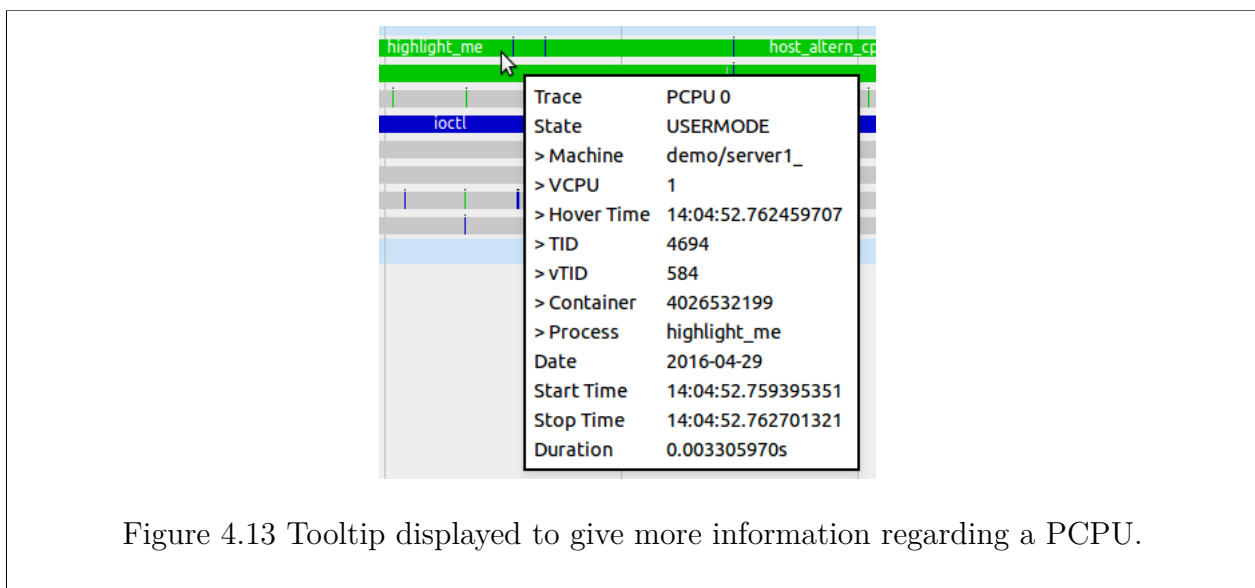 highlight_me host_altern_cp
ioctl
Trace PCPU 0
State USERMODE
> Machine demo/server1_
> VCPU 1
> Hover Time 14:04:52.762459707
> TID 4694
> vTID 584
> Container 4026532199
> Process highlight_me
Date 2016-04-29
Start Time 14:04:52.759395351
Stop Time 14:04:52.762701321
Duration 0.003305970s
Figure 4.13 Tooltip displayed to give more information regarding a PCPU.